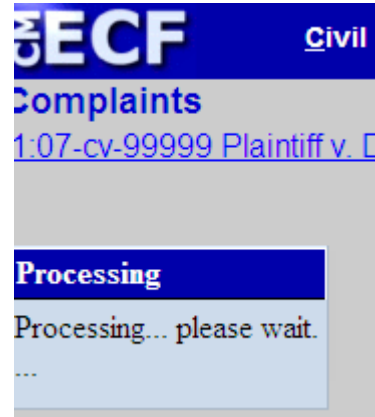 CM
ECF Civil
Complaints
1:07-cv-99999 Plaintiff v. D
Processing
Processing... please wait.
...